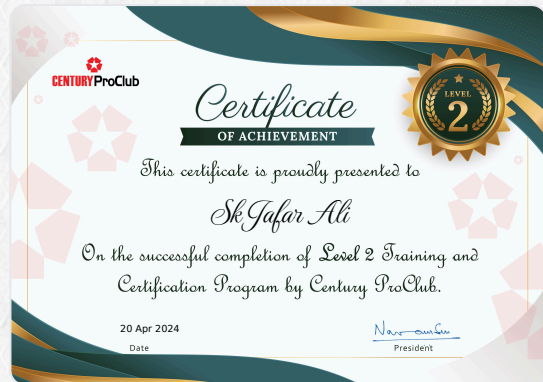 CENTURY ProClub
LEVEL
2
Certificate
OF ACHIEVEMENT
This certificate is proudly presented to
Sk Jafar Ali
On the successful completion of Level 2 Training and
Certification Program by Century ProClub.
20 Apr 2024
Date
President